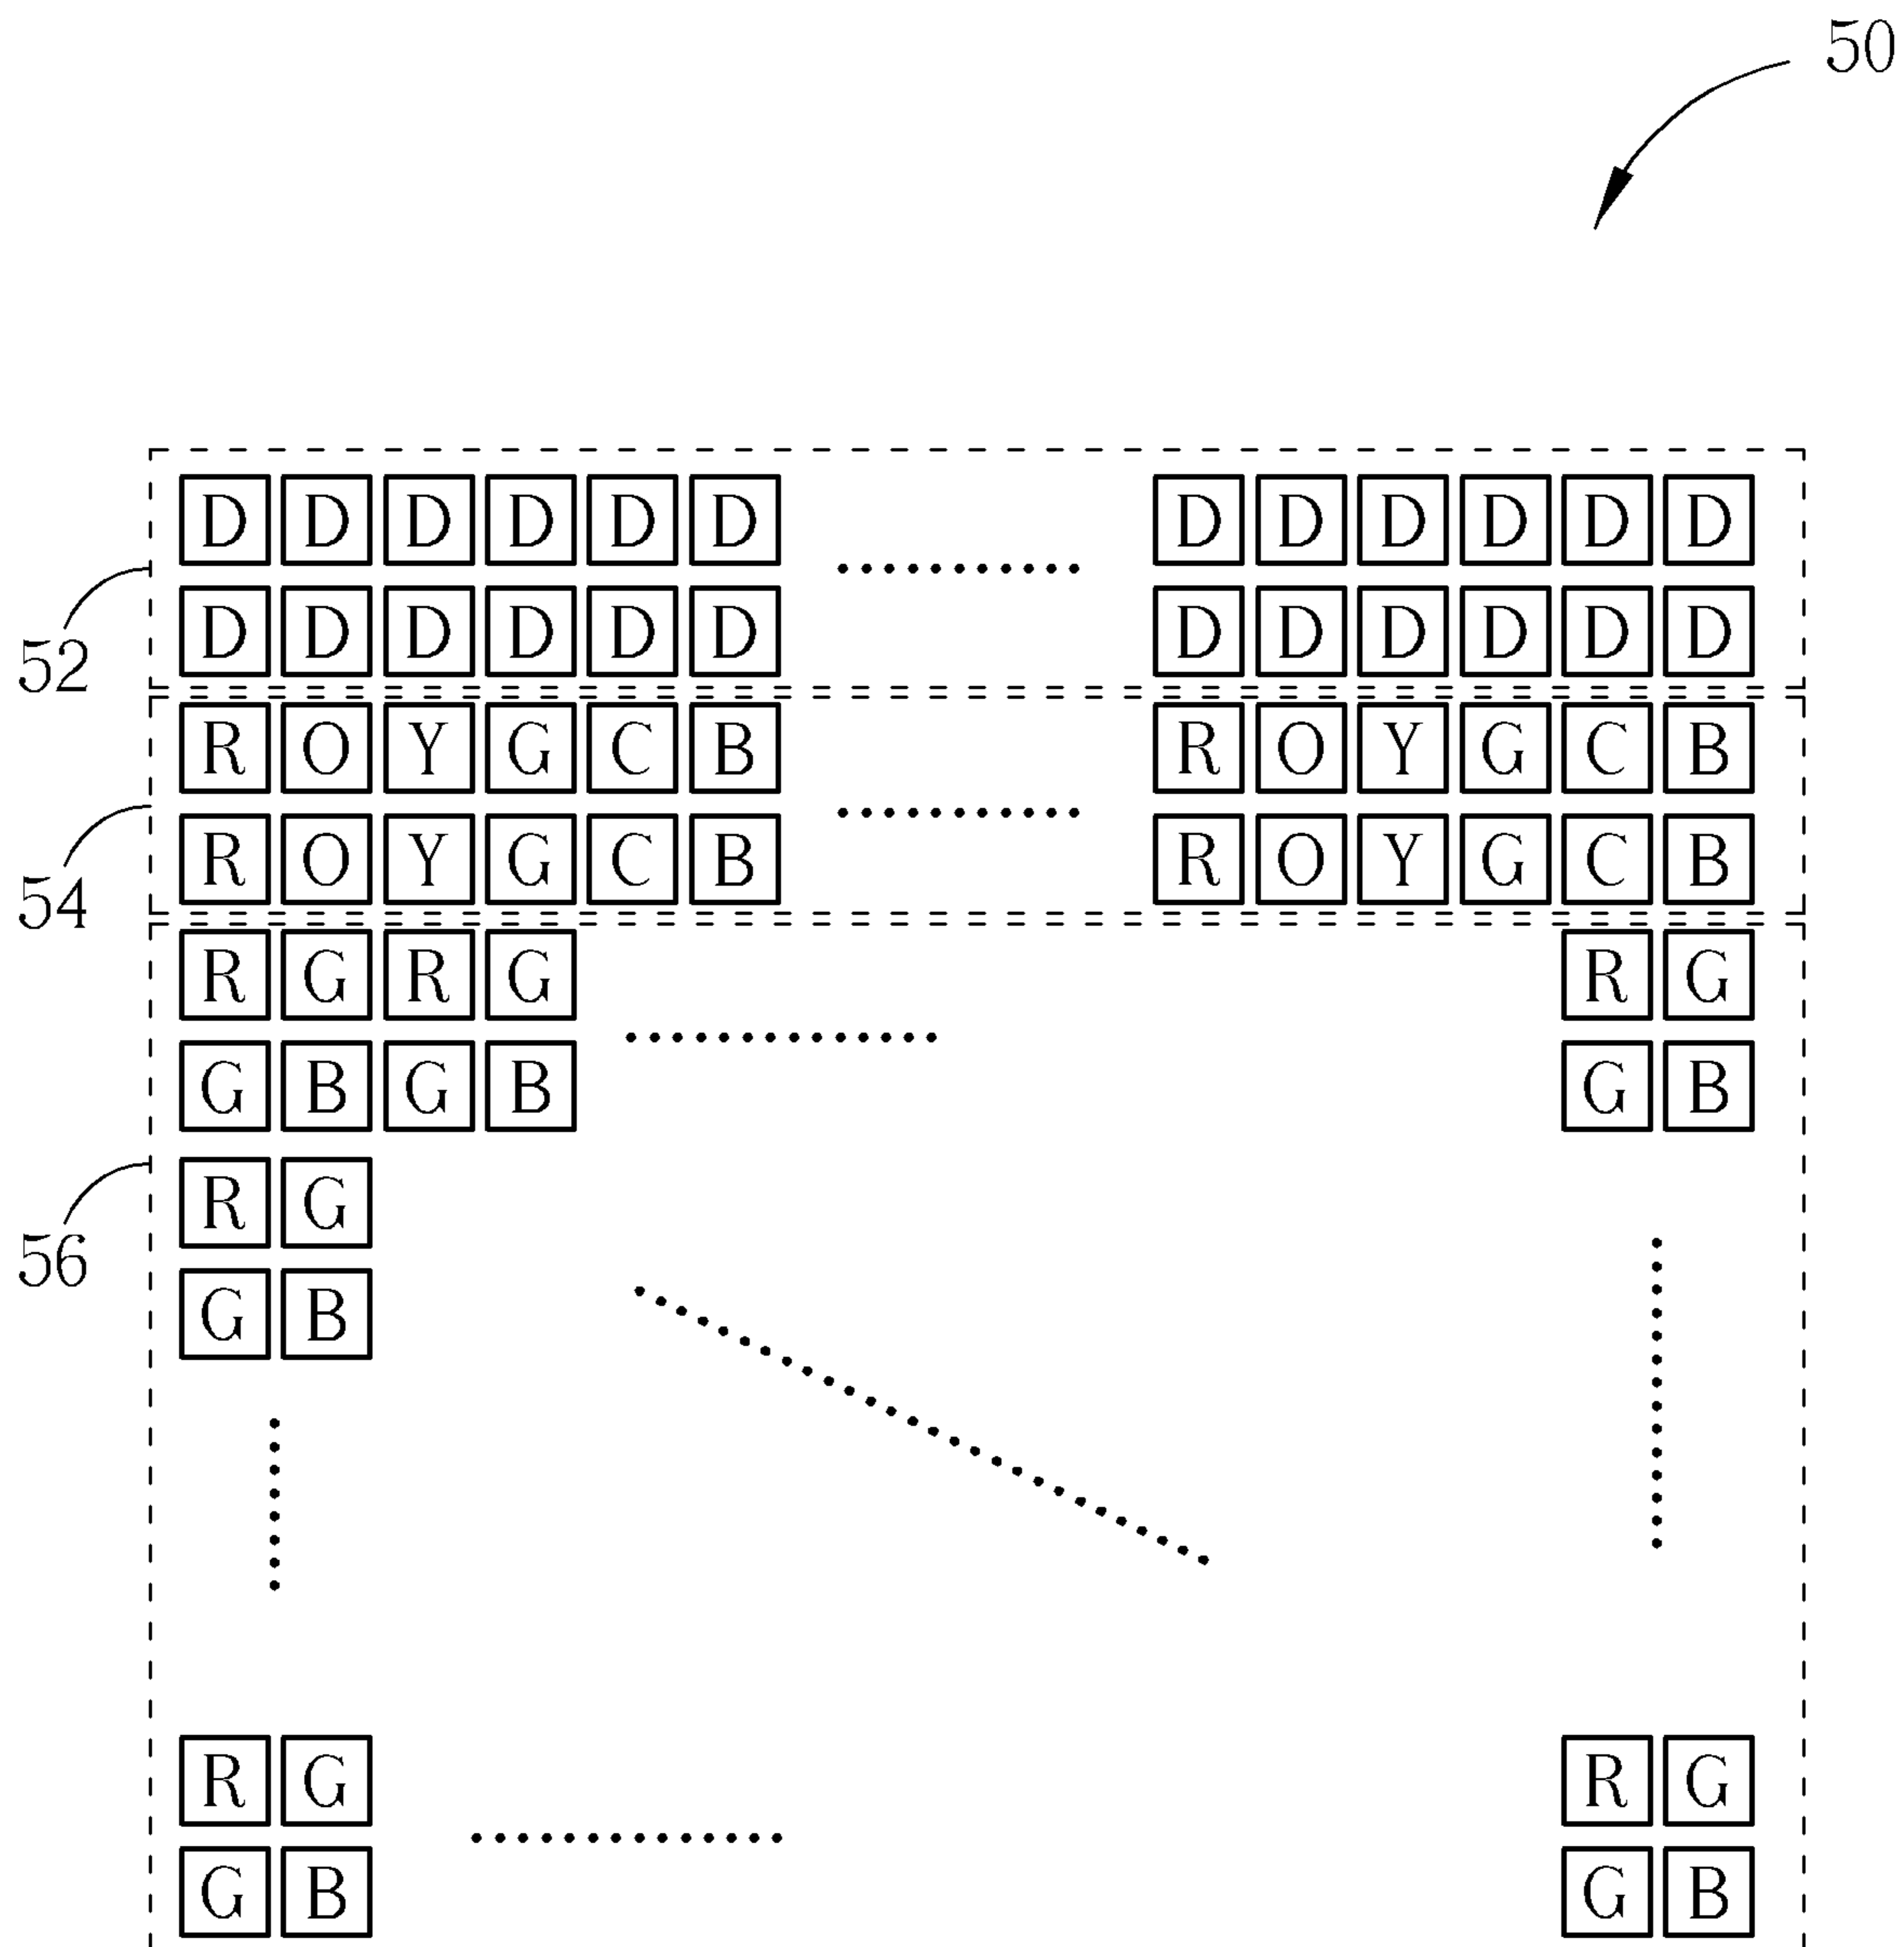 50
D D D D D D D D D D D D
D D D D D D D D D D D D
52
R O Y G C B R O Y G C B
R O Y G C B R O Y G C B
54
R G R G R G
G B G B G B
R G
56
G B
R G R G
G B G B